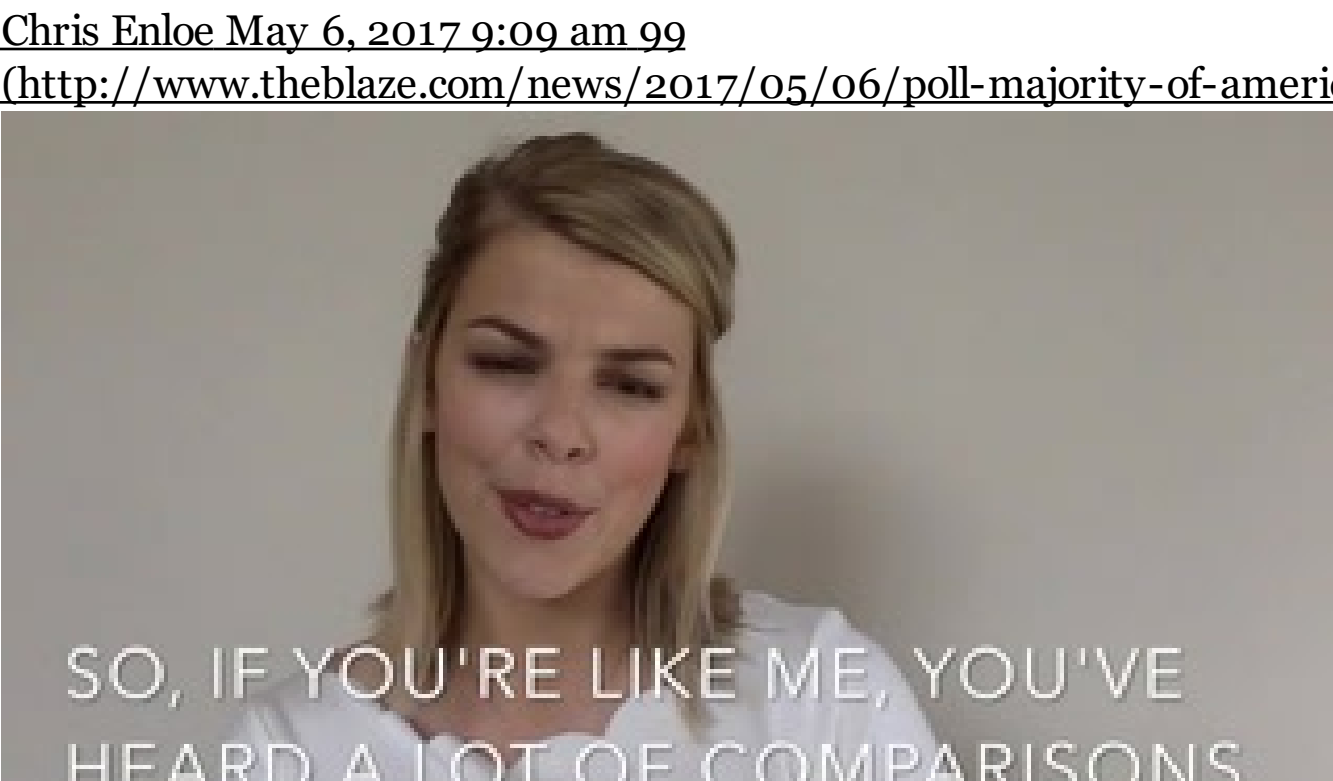 Chris Enloe May 6, 2017 9:09 am 99
(http://www.theblaze.com/news/2017/05/06/poll-majority-of-americ
SO, IF YOU'RE LIKE ME, YOU'VE
HEARD A LOT OF COMPARISONS